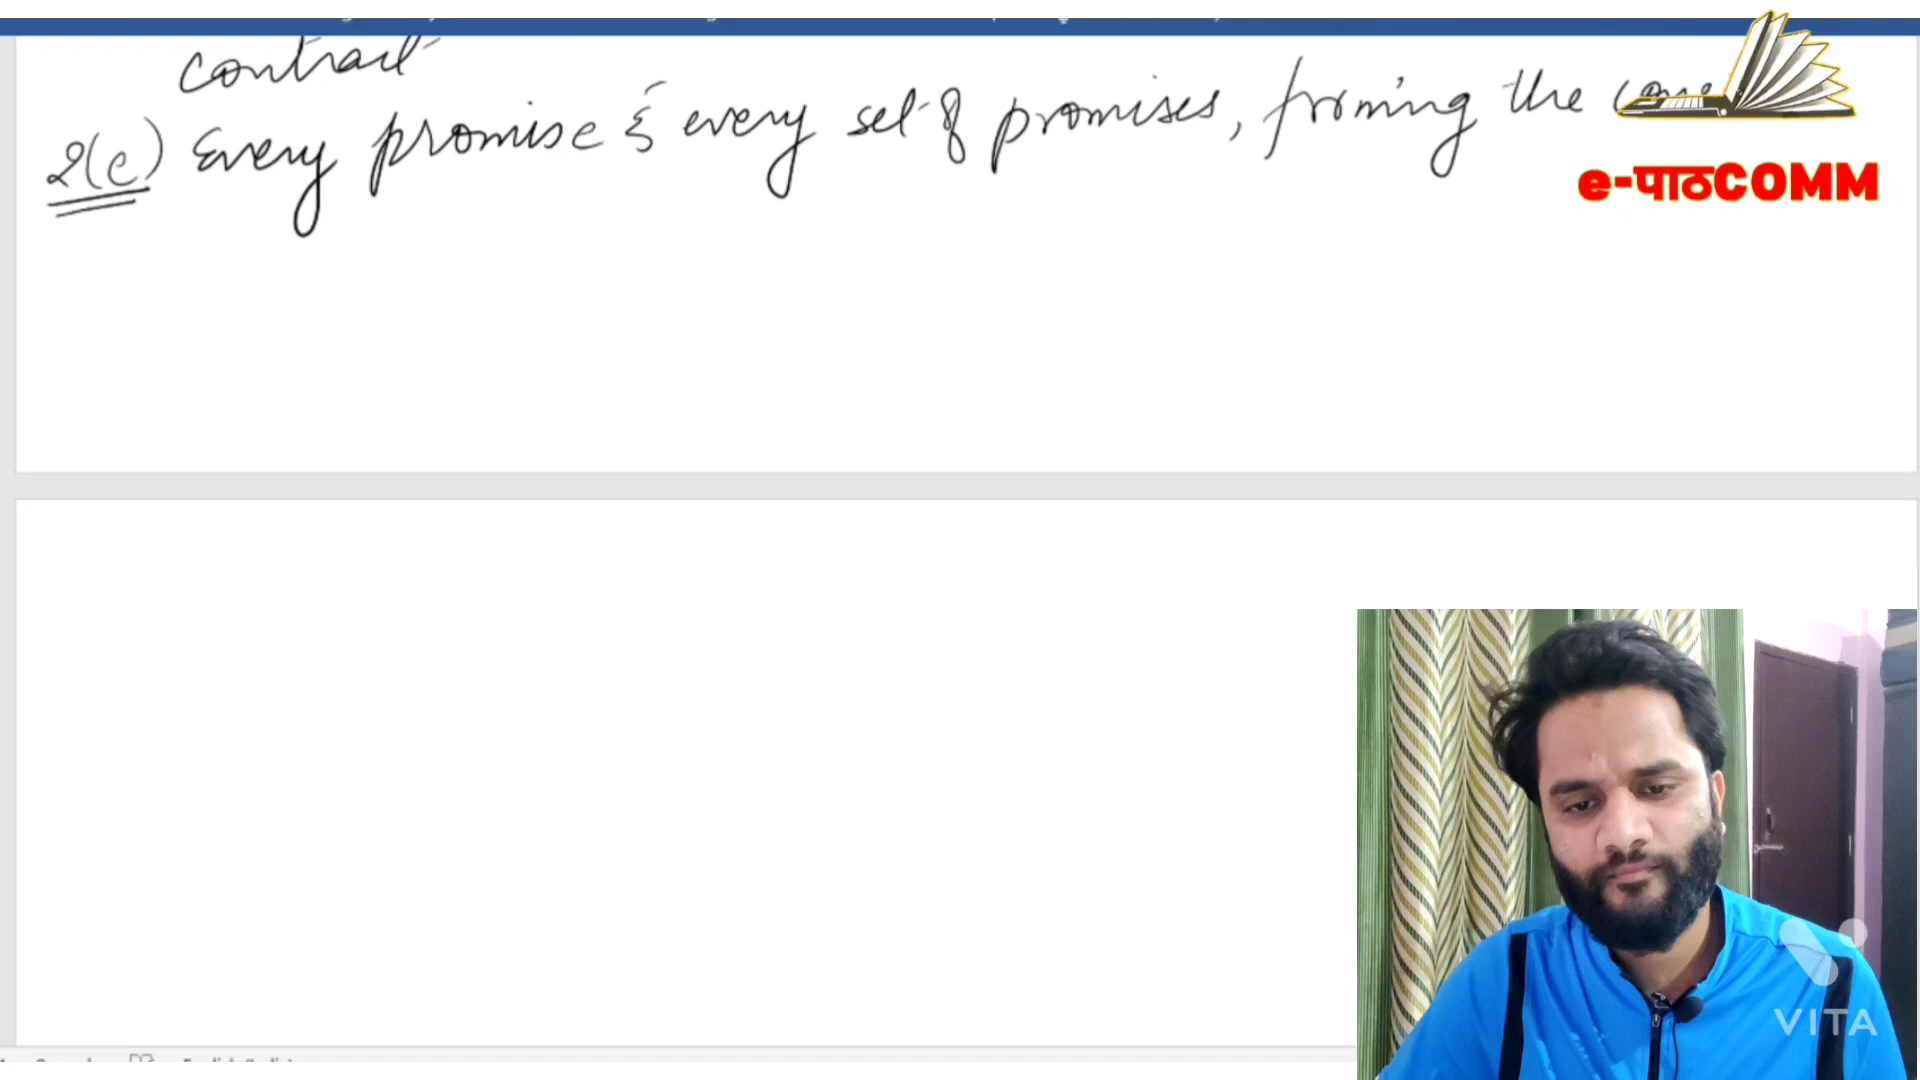 contract
2(e) Every promise & every set of promises, froming the
e-पाठCOMM
VITA